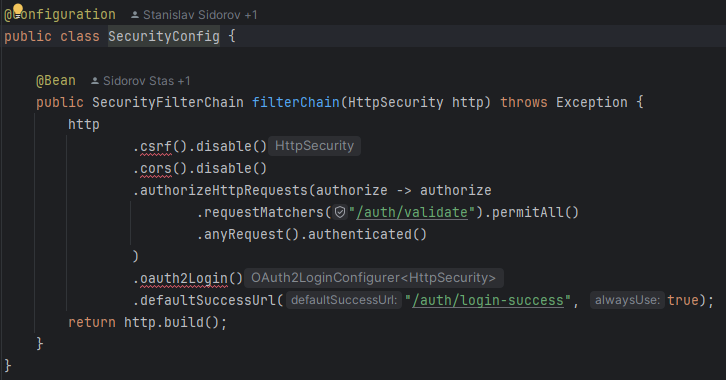 @Configuration Stanislav Sidorov +1
public class SecurityConfig {
@Bean Sidorov Stas +1
public SecurityFilterChain filterChain(HttpSecurity http) throws Exception {
http
.csrf().disable() HttpSecurity
.cors().disable()
.authorizeHttpRequests(authorize -> authorize
.requestMatchers("/auth/validate").permitAll()
.anyRequest().authenticated()
)
.oauth2Login() OAuth2LoginConfigurer<HttpSecurity>
.defaultSuccessUrl( defaultSuccessUrl: "/auth/login-success", alwaysUse: true);
return http.build();
}
}